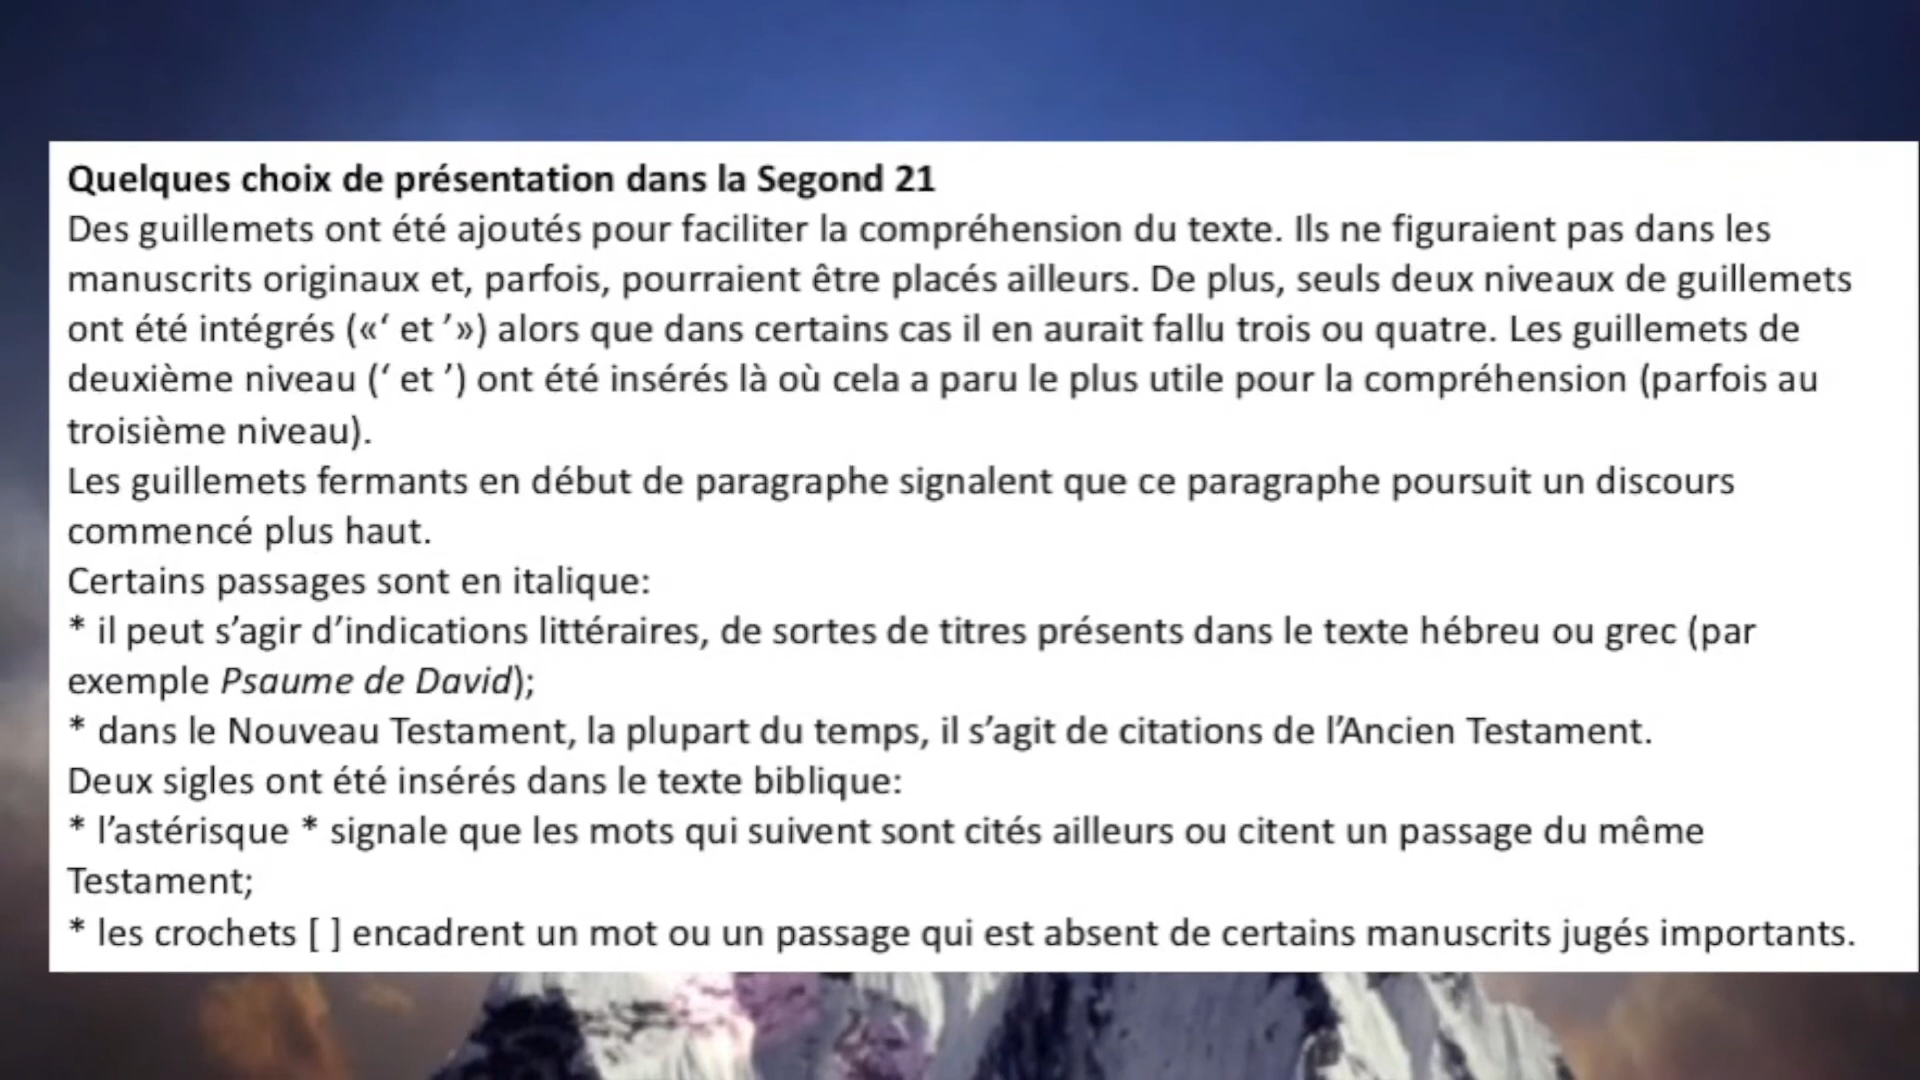 Quelques choix de présentation dans la Segond 21
Des guillemets ont été ajoutés pour faciliter la compréhension du texte. Ils ne figuraient pas dans les
manuscrits originaux et, parfois, pourraient être placés ailleurs. De plus, seuls deux niveaux de guillemets
ont été intégrés («‘ et ’») alors que dans certains cas il en aurait fallu trois ou quatre. Les guillemets de
deuxième niveau (‘ et ’) ont été insérés là où cela a paru le plus utile pour la compréhension (parfois au
troisième niveau).
Les guillemets fermants en début de paragraphe signalent que ce paragraphe poursuit un discours
commencé plus haut.
Certains passages sont en italique:
* il peut s’agir d’indications littéraires, de sortes de titres présents dans le texte hébreu ou grec (par
exemple Psaume de David);
* dans le Nouveau Testament, la plupart du temps, il s’agit de citations de l’Ancien Testament.
Deux sigles ont été insérés dans le texte biblique:
* l’astérisque * signale que les mots qui suivent sont cités ailleurs ou citent un passage du même
Testament;
* les crochets [ ] encadrent un mot ou un passage qui est absent de certains manuscrits jugés importants.